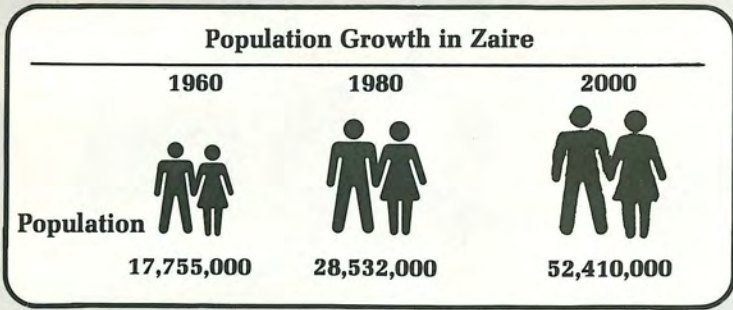 Population Growth in Zaire
1960 1980 2000
Population
17,755,000 28,532,000 52,410,000